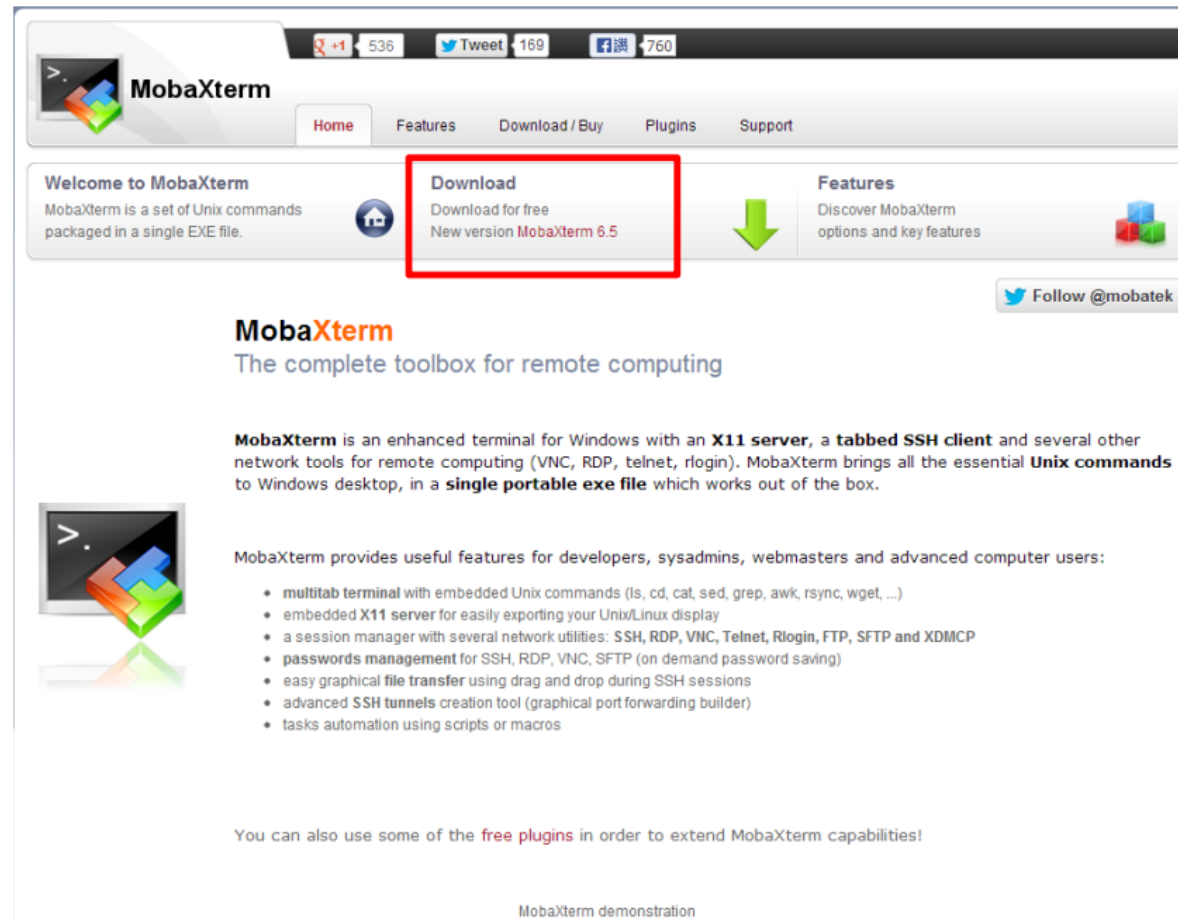 +1 536 Tweet 169 讚 760
>.
MobaXterm
Home Features Download / Buy Plugins Support
Welcome to MobaXterm
MobaXterm is a set of Unix commands
packaged in a single EXE file.
Download
Download for free
New version MobaXterm 6.5
Features
Discover MobaXterm
options and key features
Follow @mobatek
MobaXterm
The complete toolbox for remote computing
MobaXterm is an enhanced terminal for Windows with an X11 server, a tabbed SSH client and several other
network tools for remote computing (VNC, RDP, telnet, rlogin). MobaXterm brings all the essential Unix commands
to Windows desktop, in a single portable exe file which works out of the box.
>.
MobaXterm provides useful features for developers, sysadmins, webmasters and advanced computer users:
multitab terminal with embedded Unix commands (ls, cd, cat, sed, grep, awk, rsync, wget, ...)
embedded X11 server for easily exporting your Unix/Linux display
a session manager with several network utilities: SSH, RDP, VNC, Telnet, Rlogin, FTP, SFTP and XDMCP
passwords management for SSH, RDP, VNC, SFTP (on demand password saving)
easy graphical file transfer using drag and drop during SSH sessions
advanced SSH tunnels creation tool (graphical port forwarding builder)
tasks automation using scripts or macros
You can also use some of the free plugins in order to extend MobaXterm capabilities!
MobaXterm demonstration